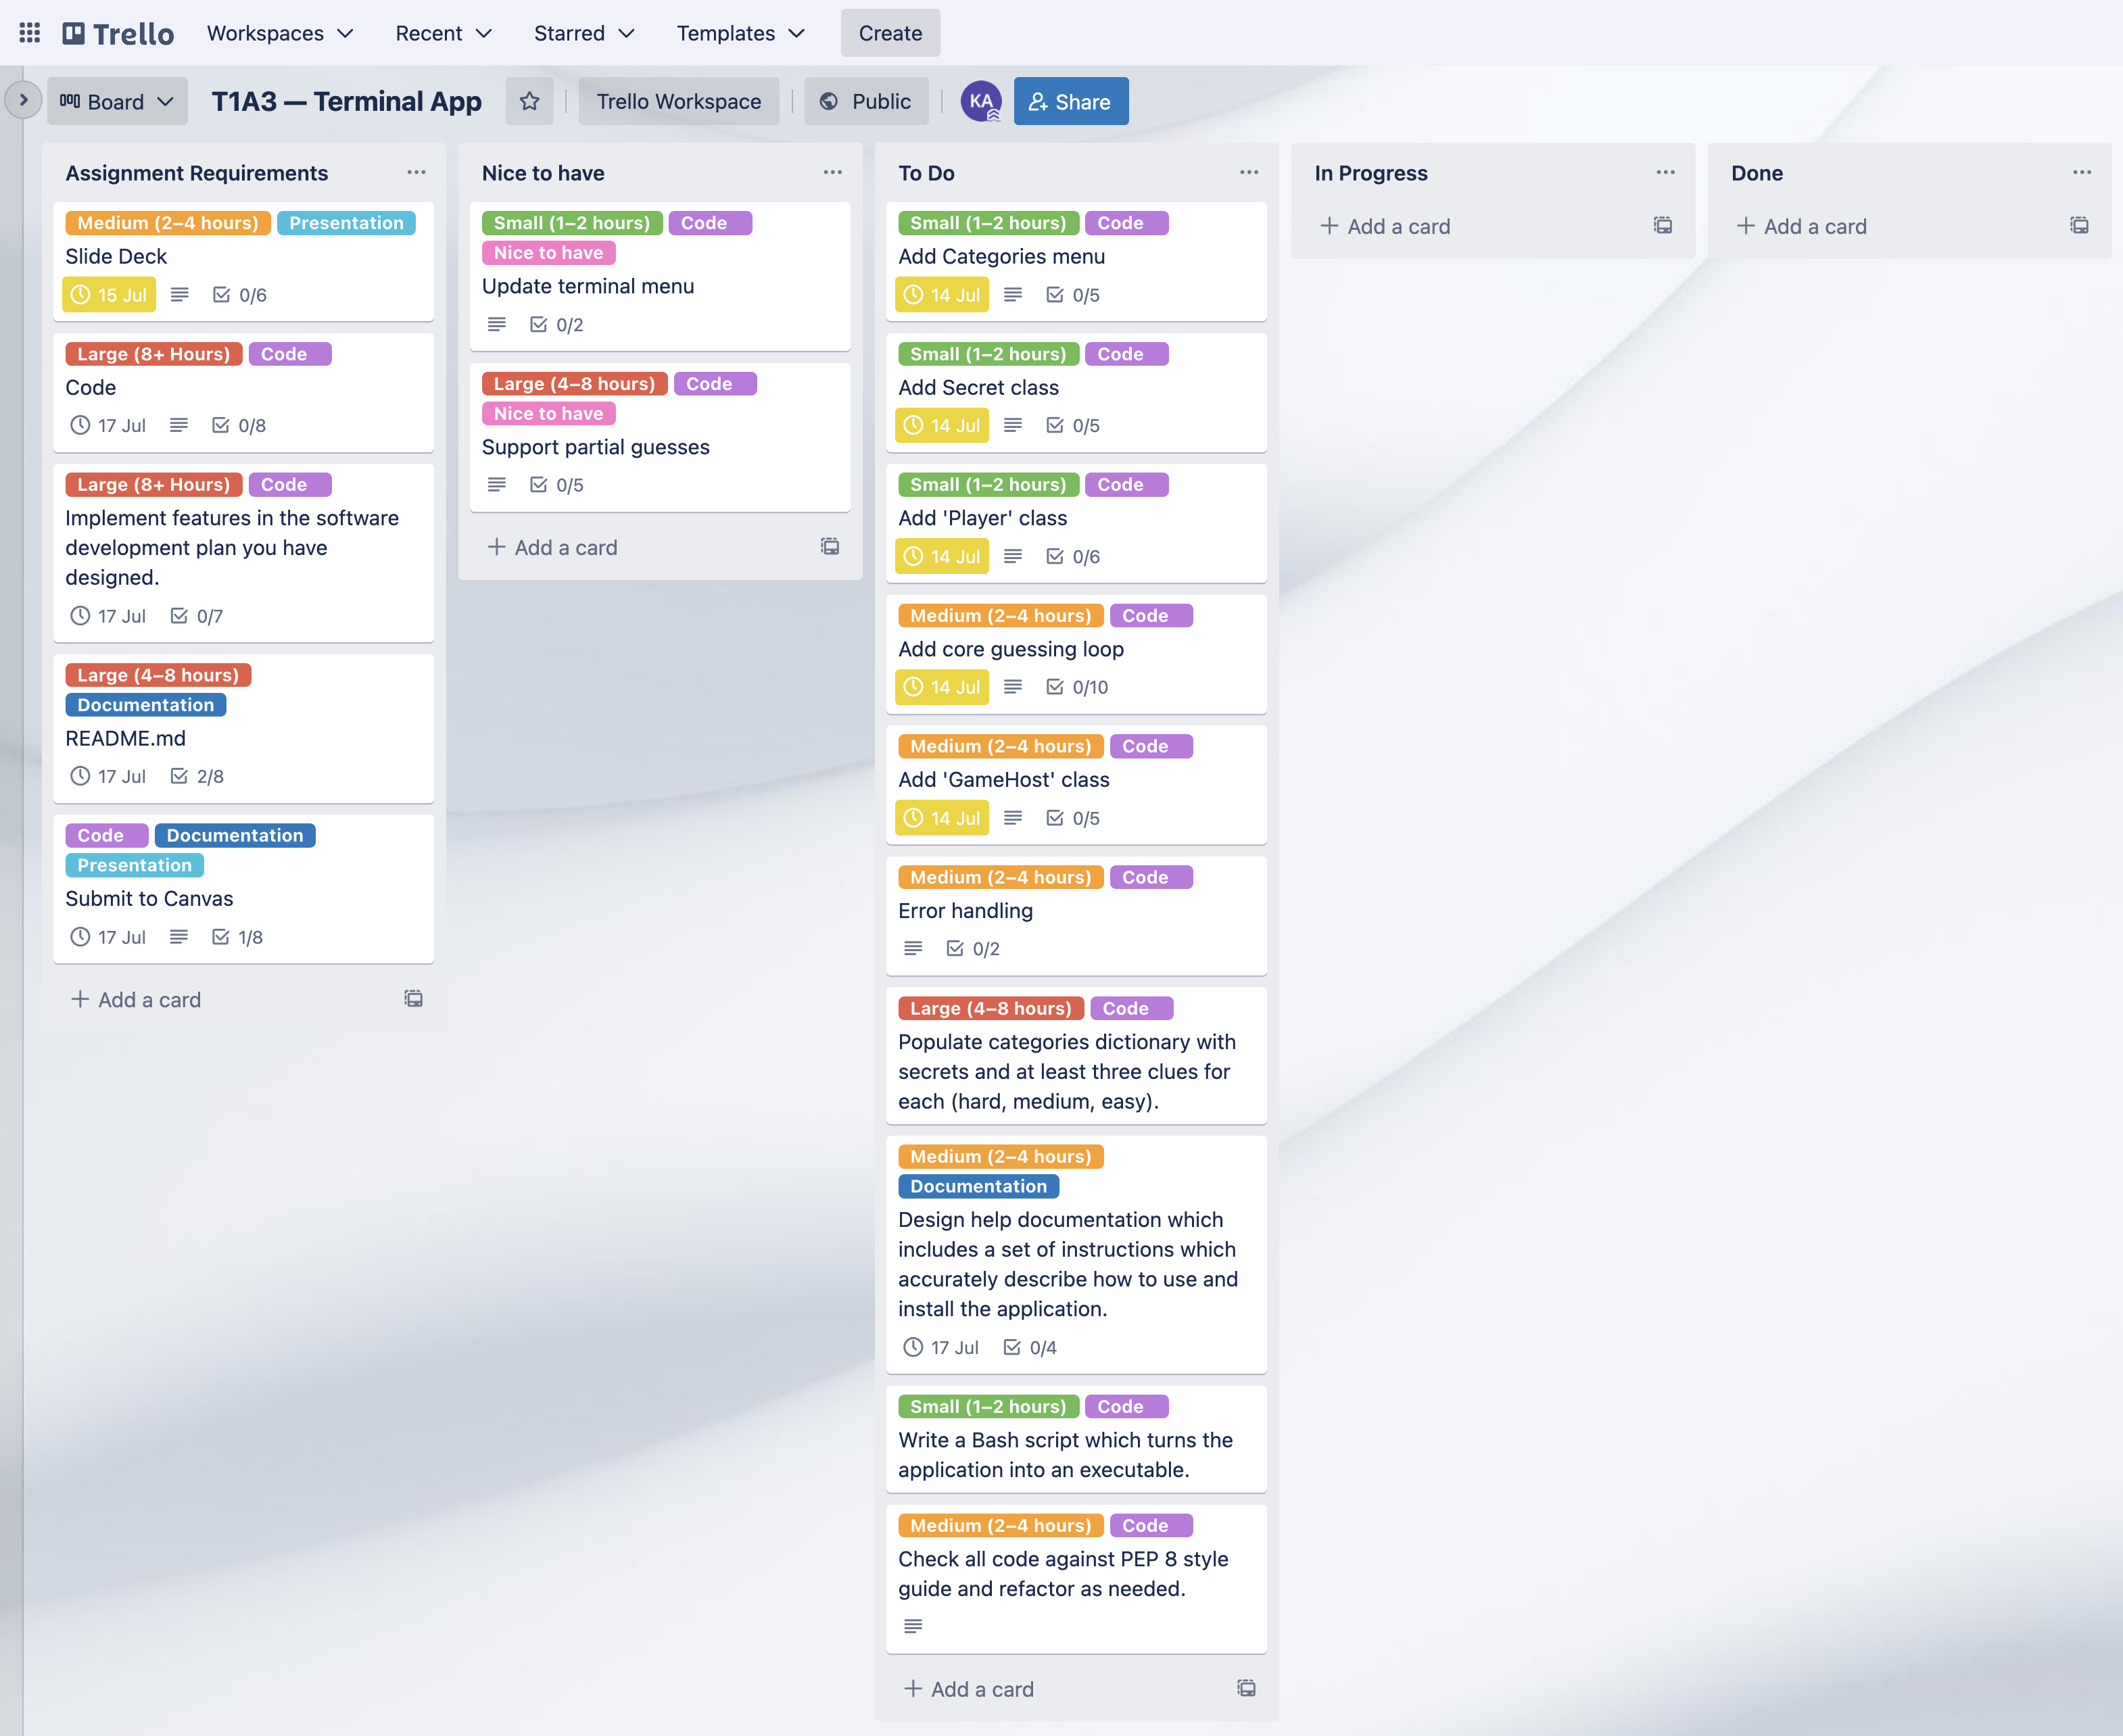 Trello
Workspaces
Recent
Starred
Templates
Create
Board
T1A3 — Terminal App
Trello Workspace
Public
KA
Share
Assignment Requirements
Medium (2–4 hours) Presentation
Slide Deck
15 Jul 0/6
Large (8+ Hours) Code
Code
17 Jul 0/8
Large (8+ Hours) Code
Implement features in the software
development plan you have
designed.
17 Jul 0/7
Large (4–8 hours)
Documentation
README.md
17 Jul 2/8
Code Documentation
Presentation
Submit to Canvas
17 Jul 1/8
Add a card
Nice to have
Small (1–2 hours) Code
Nice to have
Update terminal menu
0/2
Large (4–8 hours) Code
Nice to have
Support partial guesses
0/5
Add a card
To Do
Small (1–2 hours) Code
Add Categories menu
14 Jul 0/5
Small (1–2 hours) Code
Add Secret class
14 Jul 0/5
Small (1–2 hours) Code
Add 'Player' class
14 Jul 0/6
Medium (2–4 hours) Code
Add core guessing loop
14 Jul 0/10
Medium (2–4 hours) Code
Add 'GameHost' class
14 Jul 0/5
Medium (2–4 hours) Code
Error handling
0/2
Large (4–8 hours) Code
Populate categories dictionary with
secrets and at least three clues for
each (hard, medium, easy).
Medium (2–4 hours)
Documentation
Design help documentation which
includes a set of instructions which
accurately describe how to use and
install the application.
17 Jul 0/4
Small (1–2 hours) Code
Write a Bash script which turns the
application into an executable.
Medium (2–4 hours) Code
Check all code against PEP 8 style
guide and refactor as needed.
Add a card
In Progress
Add a card
Done
Add a card